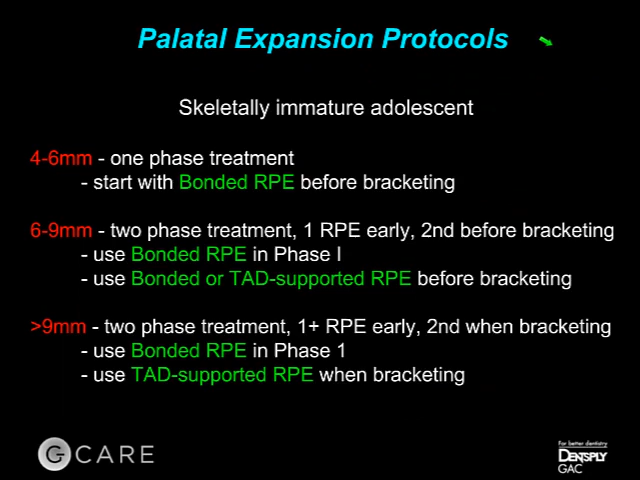 Palatal Expansion Protocols
Skeletally immature adolescent
4-6mm - one phase treatment
- start with Bonded RPE before bracketing
6-9mm - two phase treatment, 1 RPE early, 2nd before bracketing
- use Bonded RPE in Phase I
- use Bonded or TAD-supported RPE before bracketing
>9mm - two phase treatment, 1+ RPE early, 2nd when bracketing
- use Bonded RPE in Phase 1
- use TAD-supported RPE when bracketing
G CARE
For better dentistry
DENTSPLY
GAC